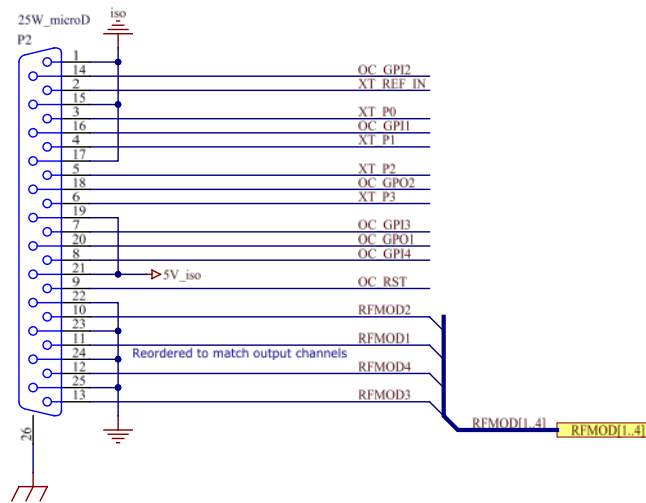 25W_microD
iso
P2
1
14 OC_GPI2
2 XT_REF_IN
15
3 XT_P0
16 OC_GPI1
4 XT_P1
17
5 XT_P2
18 OC_GPO2
6 XT_P3
19
7 OC_GPI3
20 OC_GPO1
8 OC_GPI4
21 5V_iso
9 OC_RST
22
10 RFMOD2
23
11 RFMOD1
24 Reordered to match output channels
12 RFMOD4
25
13 RFMOD3
26
RFMOD[1..4] RFMOD[1..4]